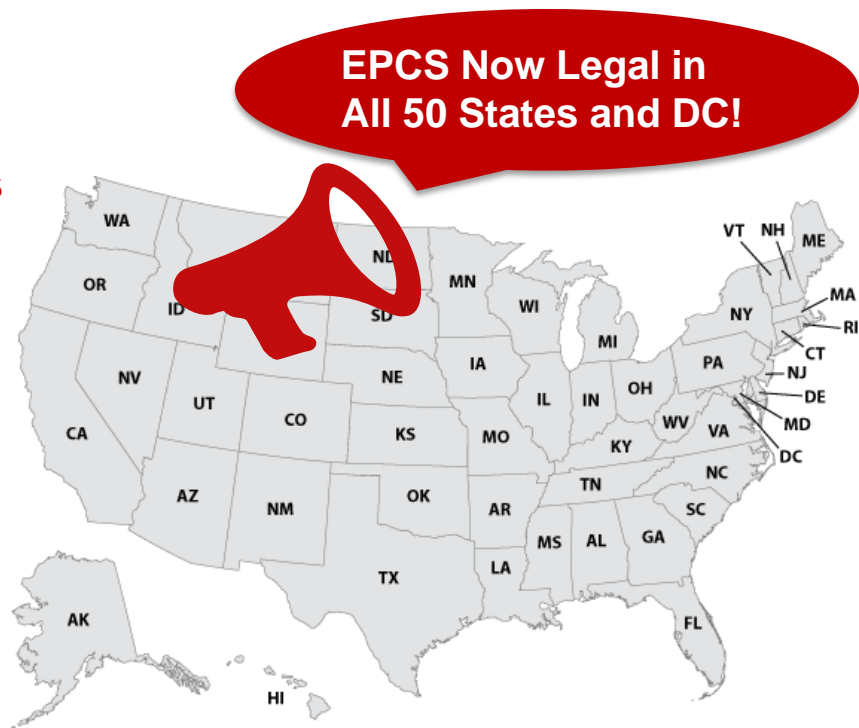 EPCS Now Legal in
All 50 States and DC!
s
WA
OR
ID
ND
SD
MN
WI
MI
VT
NH
ME
MA
RI
NY
CT
NJ
PA
DE
MD
DC
NV
UT
CO
NE
KS
IA
MO
IL
IN
OH
KY
WV
VA
CA
AZ
NM
OK
AR
TN
NC
SC
MS
AL
GA
LA
TX
FL
AK
HI